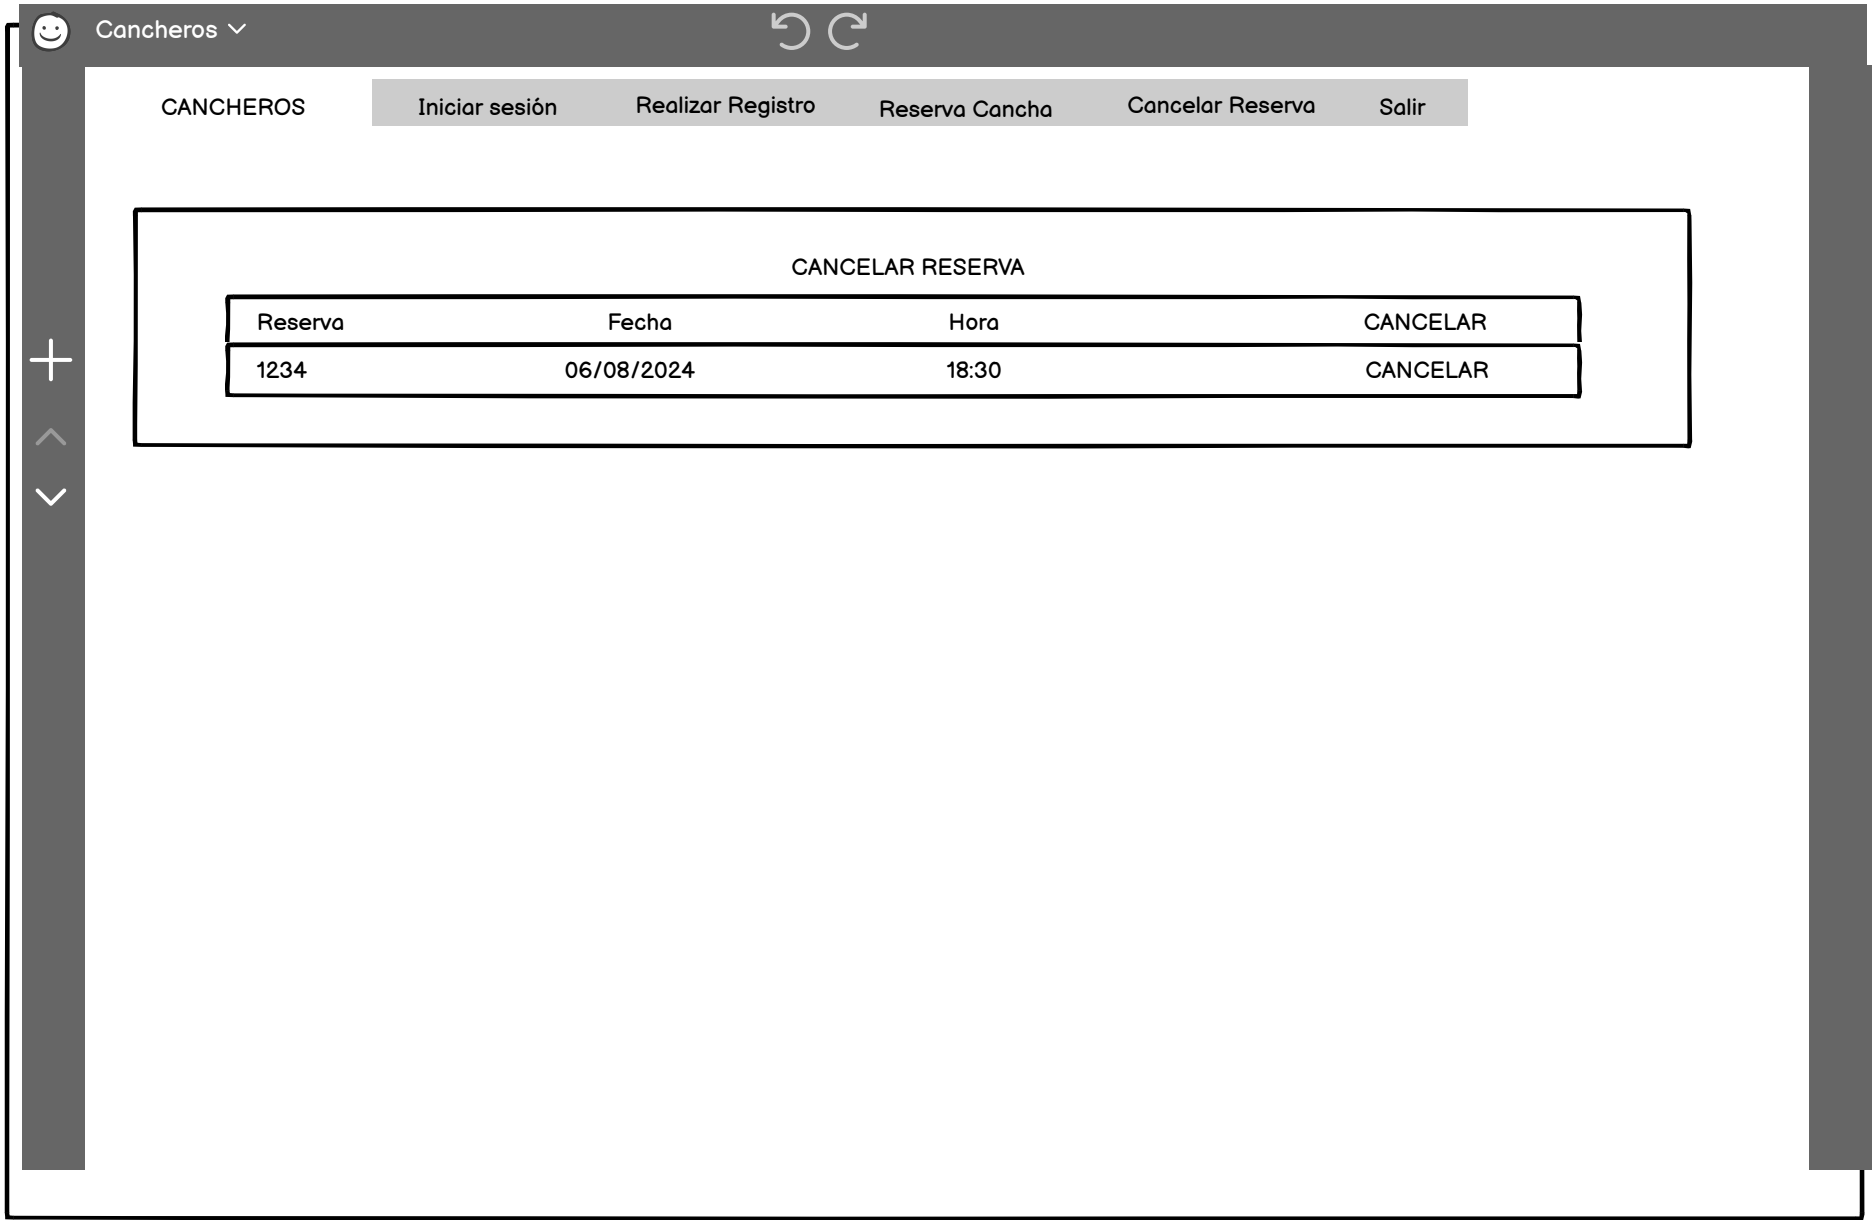 Cancheros
CANCHEROS Iniciar sesión Realizar Registro Reserva Cancha Cancelar Reserva Salir
CANCELAR RESERVA
Reserva Fecha Hora CANCELAR
1234 06/08/2024 18:30 CANCELAR